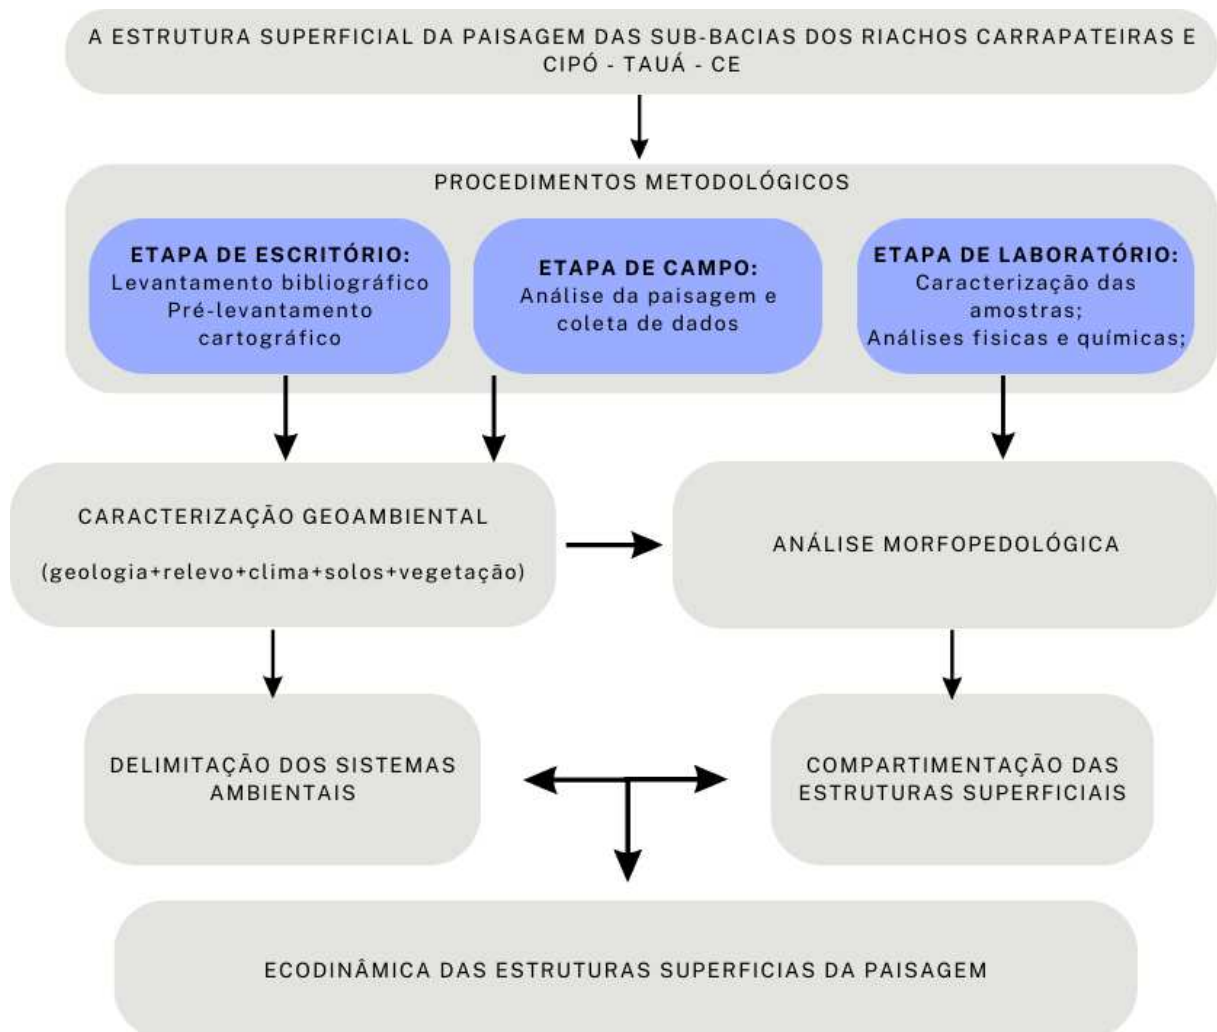 A ESTRUTURA SUPERFICIAL DA PAISAGEM DAS SUB-BACIAS DOS RIACHOS CARRAPATEIRAS E
CIPÓ - TAUÁ - CE
PROCEDIMENTOS METODOLÓGICOS
ETAPA DE ESCRITÓRIO:
Levantamento bibliográfico
Pré-levantamento
cartográfico
ETAPA DE CAMPO:
Análise da paisagem e
coleta de dados
ETAPA DE LABORATÓRIO:
Caracterização das
amostras;
Análises fisicas e químicas;
CARACTERIZAÇÃO GEOAMBIENTAL
(geologia+relevo+clima+solos+vegetação)
ANÁLISE MORFOPEDOLÓGICA
DELIMITAÇÃO DOS SISTEMAS
AMBIENTAIS
COMPARTIMENTAÇÃO DAS
ESTRUTURAS SUPERFICIAIS
ECODINÂMICA DAS ESTRUTURAS SUPERFICIAS DA PAISAGEM